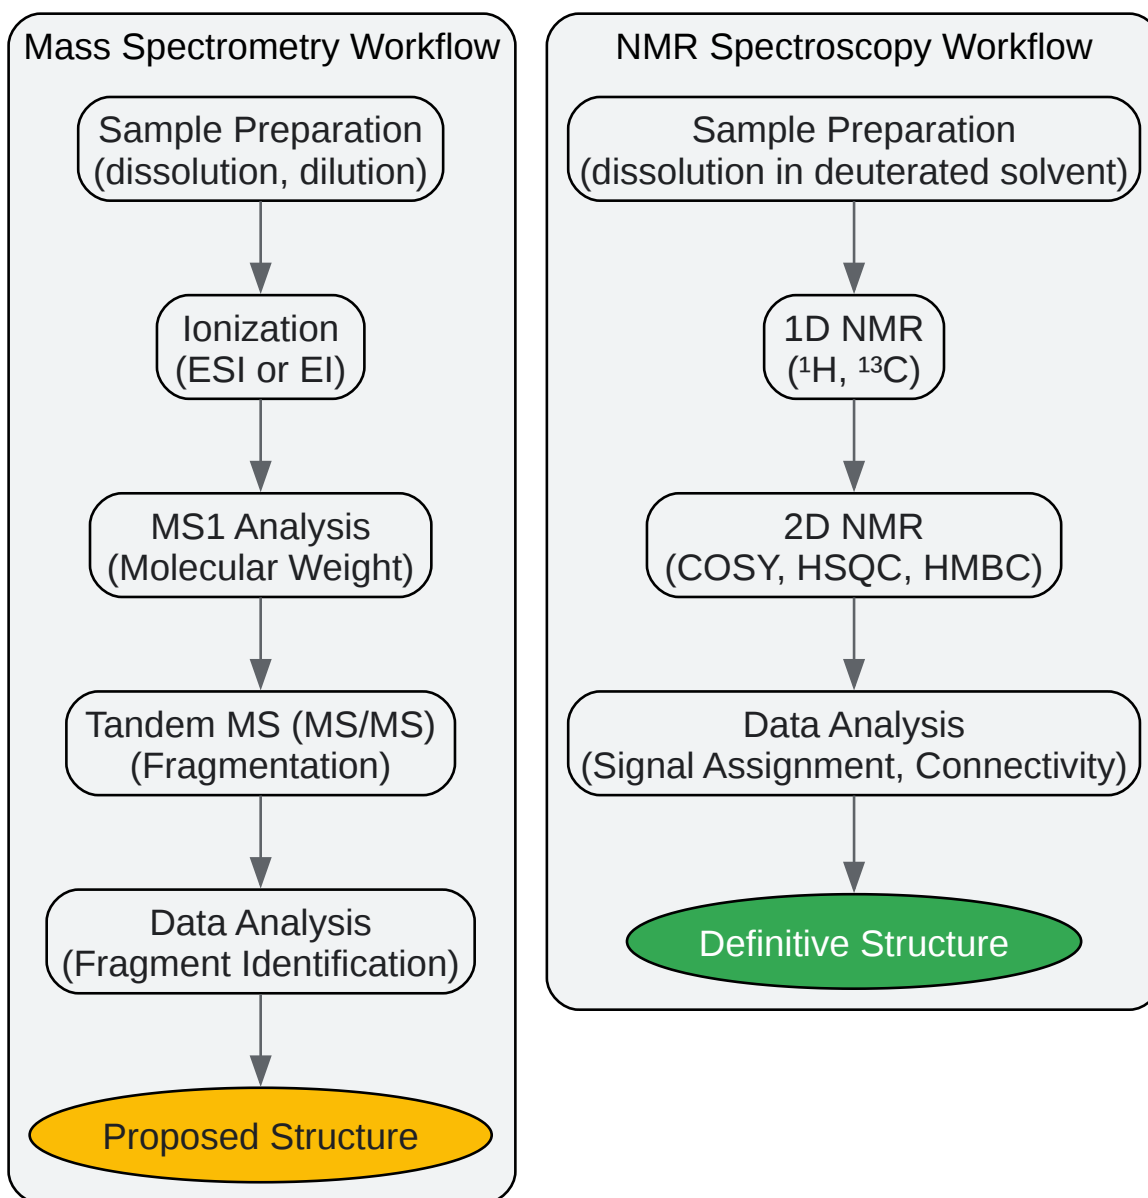 Mass Spectrometry Workflow
Sample Preparation
(dissolution, dilution)
Ionization
(ESI or EI)
MS1 Analysis
(Molecular Weight)
Tandem MS (MS/MS)
(Fragmentation)
Data Analysis
(Fragment Identification)
Proposed Structure
NMR Spectroscopy Workflow
Sample Preparation
(dissolution in deuterated solvent)
1D NMR
(¹H, ¹³C)
2D NMR
(COSY, HSQC, HMBC)
Data Analysis
(Signal Assignment, Connectivity)
Definitive Structure